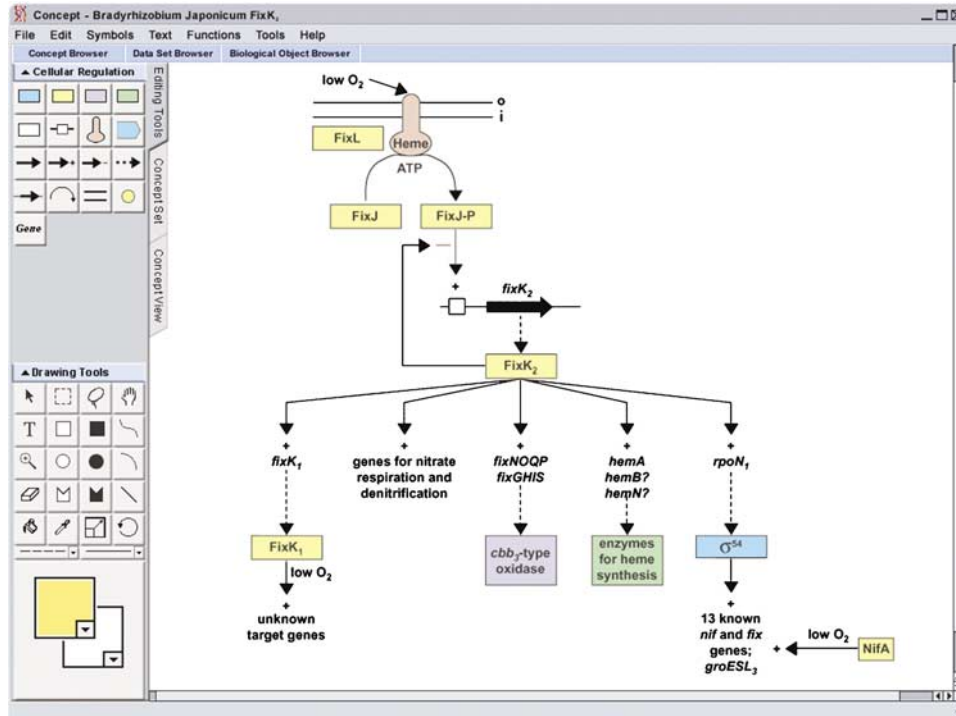 Concept - Bradyrhizobium Japonicum FixK₁
File Edit Symbols Text Functions Tools Help
Concept Browser Data Set Browser Biological Object Browser
Cellular Regulation
Gene
Editing Tools
Concept Set
Concept View
Drawing Tools
T
low O₂
o
i
FixL
Heme
ATP
FixJ
FixJ-P
+
fixK₂
FixK₂
+ + + + +
fixK₁
genes for nitrate
respiration and
denitrification
fixNOQP
fixGHIS
hemA
hemB?
hemN?
rpoN₁
FixK₁
cbb₃-type
oxidase
enzymes
for heme
synthesis
σ⁵⁴
low O₂
+
unknown
target genes
+
13 known
nif and fix
genes;
groESL₃
+
low O₂
NifA